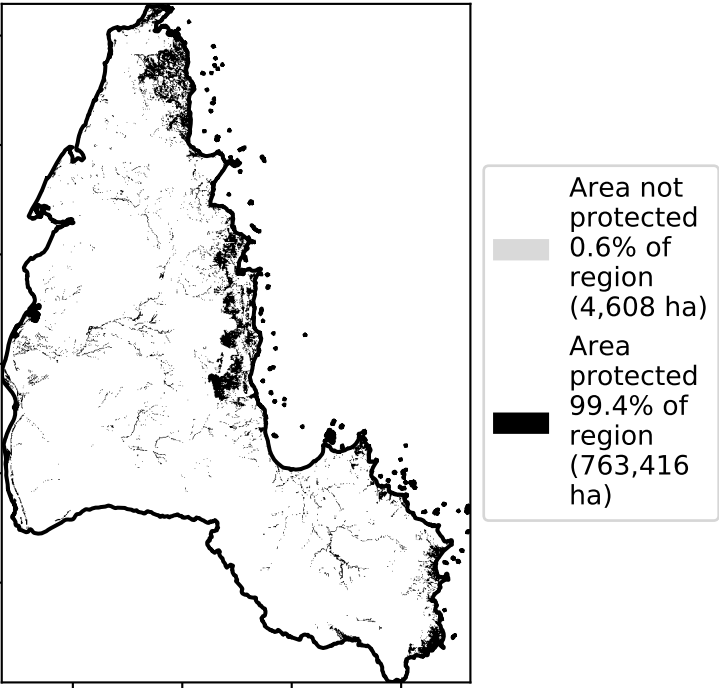 Area not
protected
0.6% of
region
(4,608 ha)
Area
protected
99.4% of
region
(763,416
ha)